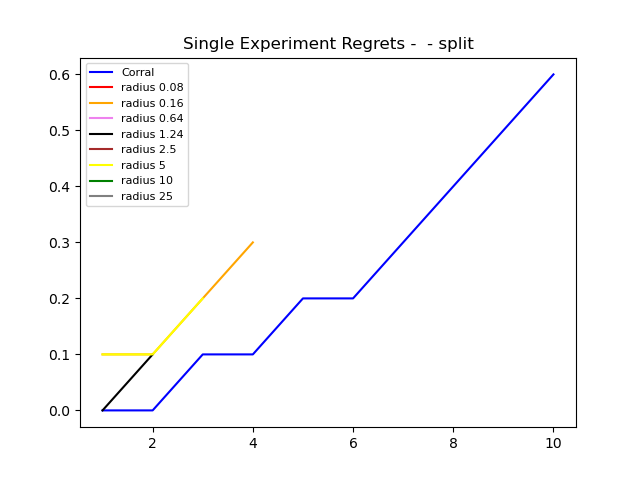 Single Experiment Regrets -  - split
Corral
radius 0.08
radius 0.16
radius 0.64
radius 1.24
radius 2.5
radius 5
radius 10
radius 25
0.6
0.5
0.4
0.3
0.2
0.1
0.0
2 4 6 8 10